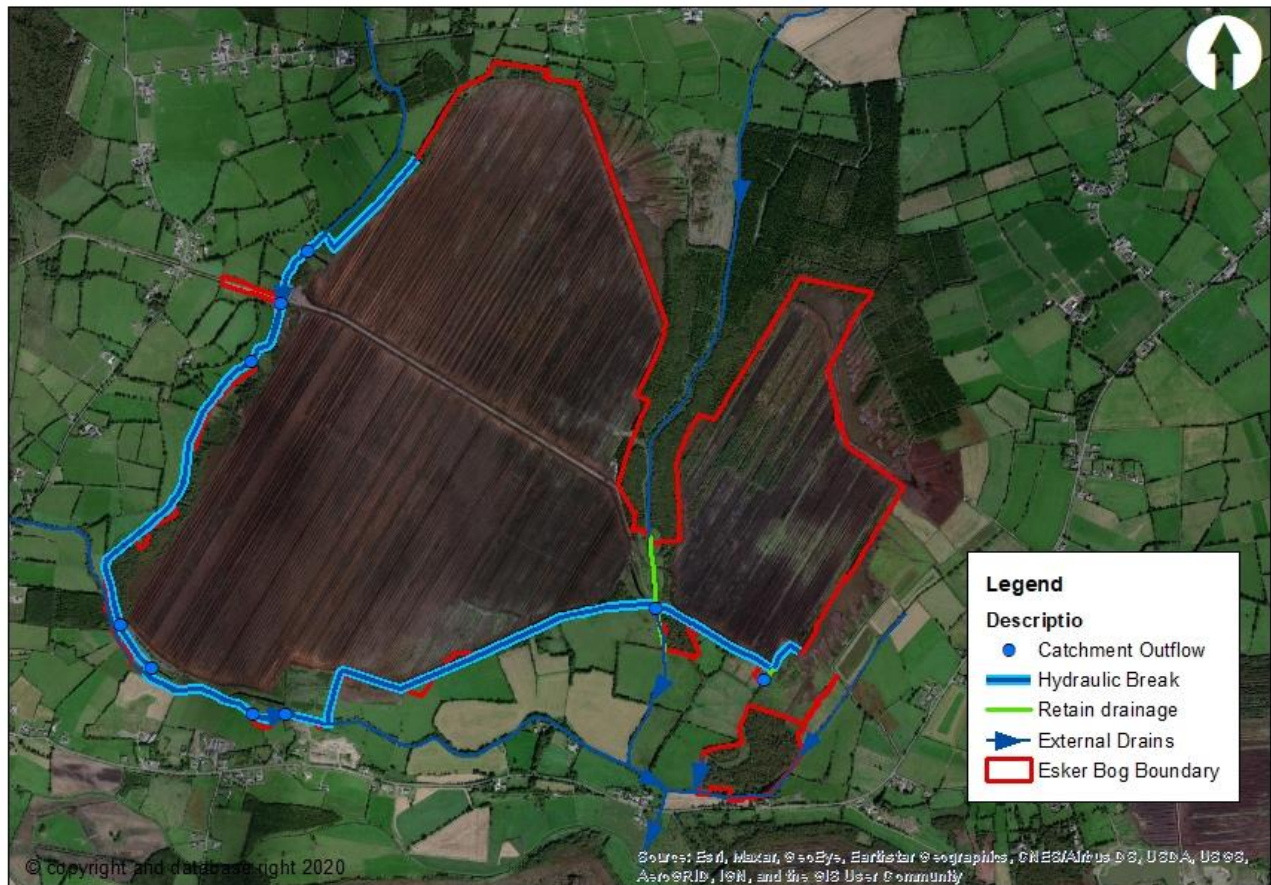 Legend
Descriptio
Catchment Outflow
Hydraulic Break
Retain drainage
External Drains
Esker Bog Boundary
© copyright and database right 2020
Source: Esri, Maxar, GeoEye, Earthstar Geographics, CNES/Airbus DS, USDA, USGS,
AeroGRID, IGN, and the GIS User Community